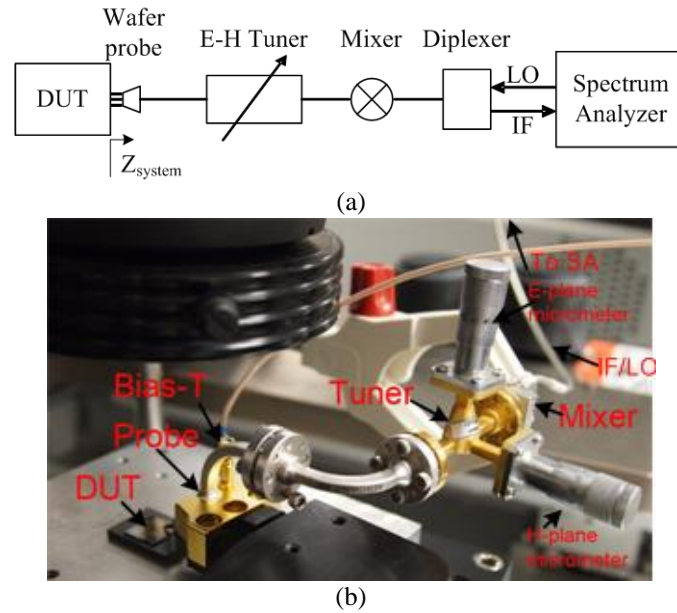 Wafer probe
E-H Tuner
Mixer
Diplexer
DUT
LO
IF
Spectrum Analyzer
Zsystem
(a)
To SA
E-plane micrometer
IF/LO
Bias-T
Tuner
Mixer
Probe
DUT
H-plane micrometer
(b)